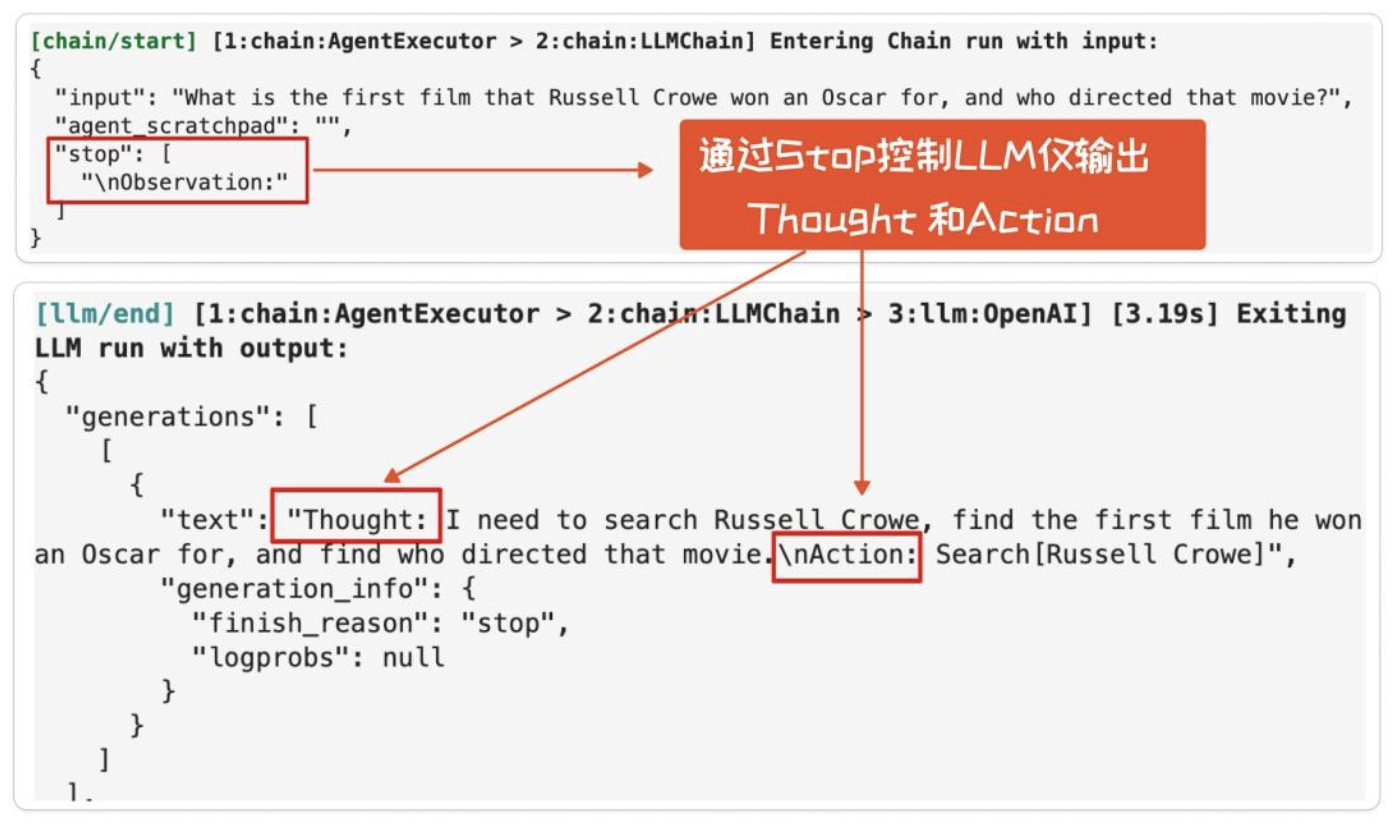 [chain/start] [1:chain:AgentExecutor > 2:chain:LLMChain] Entering Chain run with input:
{
"input": "What is the first film that Russell Crowe won an Oscar for, and who directed that movie?",
"agent_scratchpad": "",
"stop": [
"\nObservation:"
]
}
通过Stop控制LLM仅输出
Thought 和Action
[llm/end] [1:chain:AgentExecutor > 2:chain:LLMChain > 3:llm:OpenAI] [3.19s] Exiting
LLM run with output:
{
"generations": [
[
{
"text": "Thought: I need to search Russell Crowe, find the first film he won
an Oscar for, and find who directed that movie.\nAction: Search[Russell Crowe]",
"generation_info": {
"finish_reason": "stop",
"logprobs": null
}
}
]
],